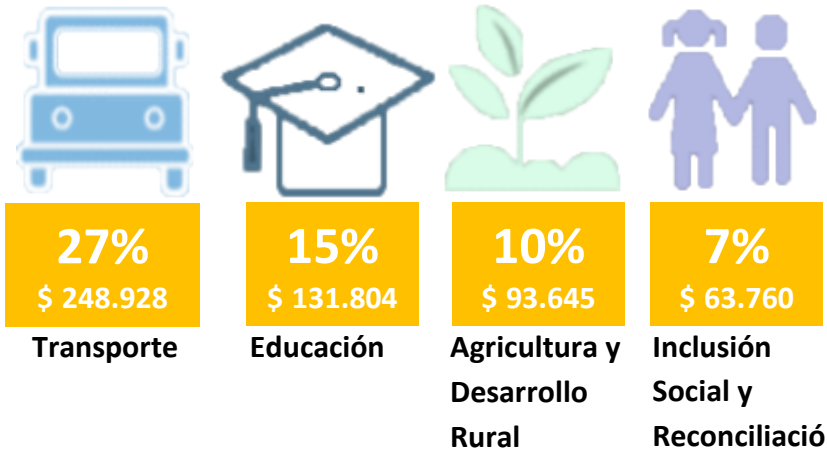 27%
$ 248.928
Transporte
15%
$ 131.804
Educación
10%
$ 93.645
Agricultura y
Desarrollo
Rural
7%
$ 63.760
Inclusión
Social y
Reconciliació